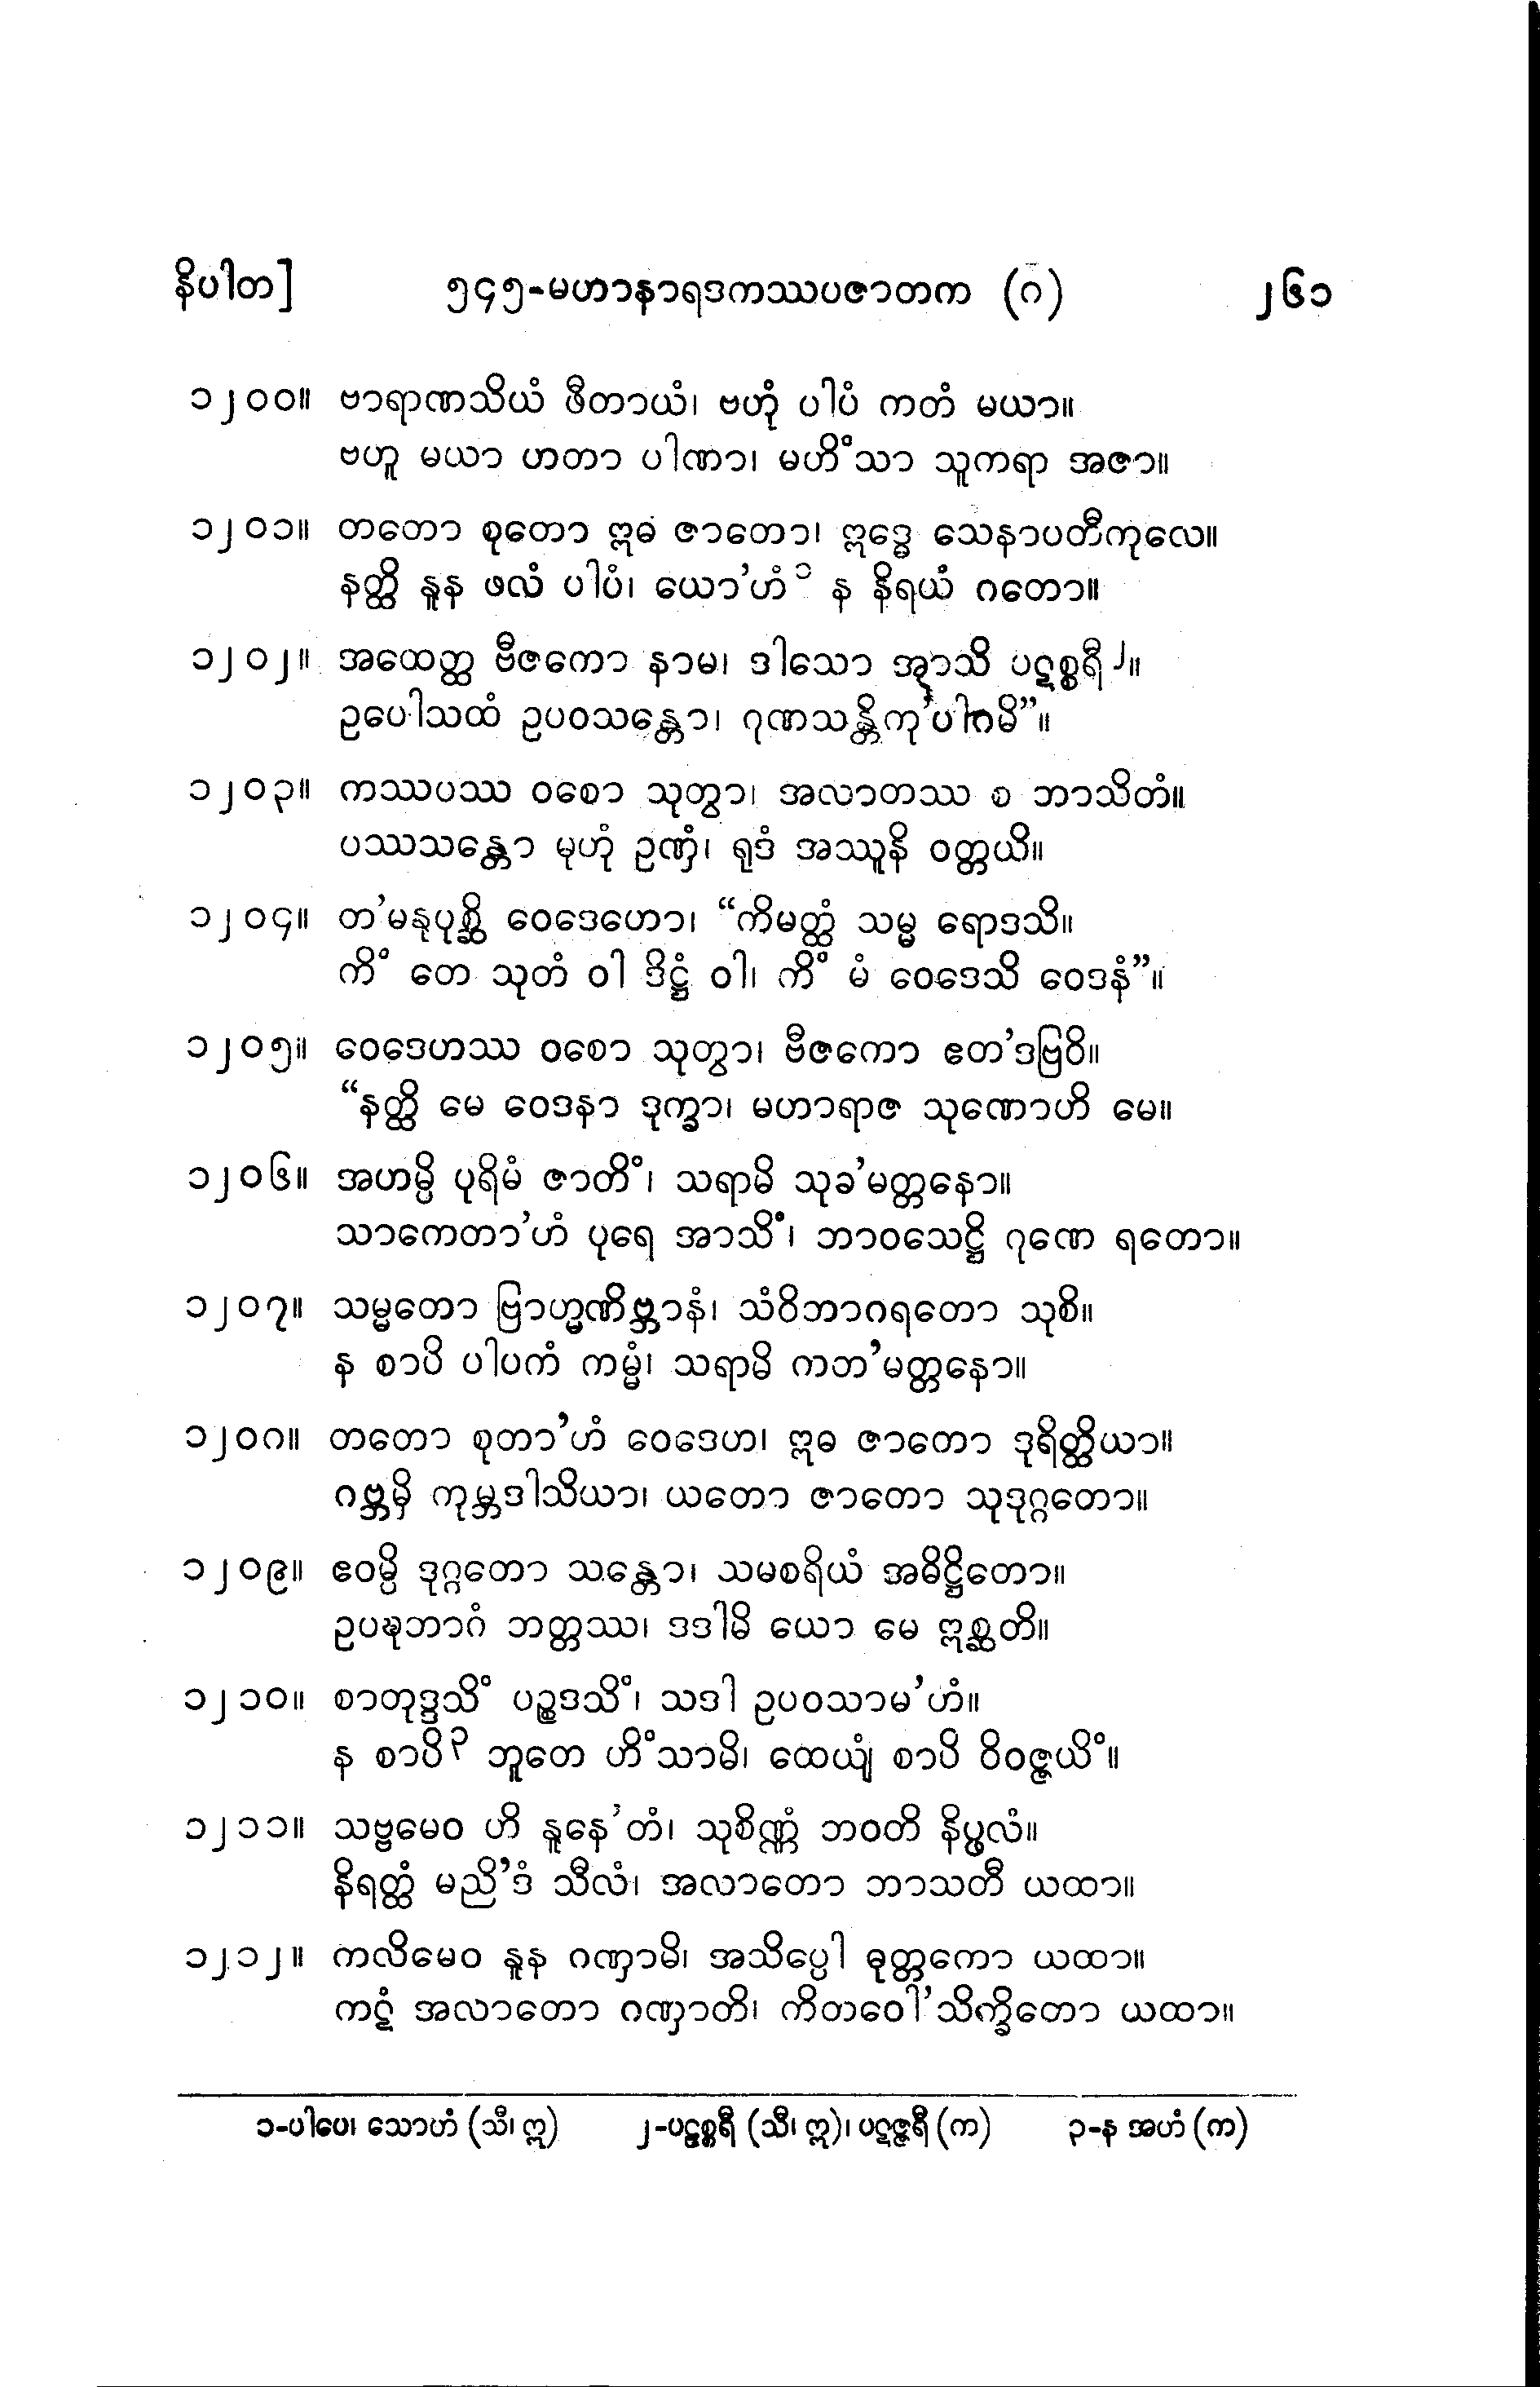 နိပါတ] ၅၄၅-မဟာနာရဒကဿပဇာတက (၈) ၂၆၁
၁၂၀၀။ ဗာရာဏသိယံ ဖီတာယံ၊ ဗဟုံ ပါပံ ကတံ မယာ။
ဗဟူ မယာ ဟတာ ပါဏာ၊ မဟိံသာ သူကရာ အဇာ။
၁၂၀၁။ တတော စုတော ဣဓ ဇာတော၊ ဣဒ္ဓေ သေနာပတီကုလေ။
နတ္ထိ နူန ဖလံ ပါပံ၊ ယော’ဟံ ၁ န နိရယံ ဂတော။
၁၂၀၂။ အထေတ္ထ ဗီဇကော နာမ၊ ဒါသော အာသိ ပဋစ္စရီ ၂။
ဥပေါသထံ ဥပဝသန္တော၊ ဂုဏသန္တိကု’ပါဂမိ”။
၁၂၀၃။ ကဿပဿ ဝစော သုတွာ၊ အလာတဿ စ ဘာသိတံ။
ပဿသန္တော မုဟုံ ဥဏှံ၊ ရုဒံ အဿူနိ ဝတ္တယိ။
၁၂၀၄။ တ’မနုပုစ္ဆိ ဝေဒေဟော၊ “ကိမတ္ထံ သမ္မ ရောဒသိ။
ကိံ တေ သုတံ ဝါ ဒိဋ္ဌံ ဝါ၊ ကိံ မံ ဝေဒေသိ ဝေဒနံ”။
၁၂၀၅။ ဝေဒေဟဿ ဝစော သုတွာ၊ ဗီဇကော ဧတ’ဒဗြဝိ။
“နတ္ထိ မေ ဝေဒနာ ဒုက္ခာ၊ မဟာရာဇ သုဏောဟိ မေ။
၁၂၀၆။ အဟမ္ပိ ပုရိမံ ဇာတိံ၊ သရာမိ သုခ’မတ္တနော။
သာကေတာ’ဟံ ပုရေ အာသိံ၊ ဘာဝသေဋ္ဌိ ဂုဏေ ရတော။
၁၂၀၇။ သမ္မတော ဗြာဟ္မဏိဗ္ဘာနံ၊ သံဝိဘာဂရတော သုစိ။
န စာပိ ပါပကံ ကမ္မံ၊ သရာမိ ကတ’မတ္တနော။
၁၂၀၈။ တတော စုတာ’ဟံ ဝေဒေဟ၊ ဣဓ ဇာတော ဒုရိတ္ထိယာ။
ဂဗ္ဘမှိ ကုမ္ဘဒါသိယာ၊ ယတော ဇာတော သုဒုဂ္ဂတော။
၁၂၀၉။ ဧဝမ္ပိ ဒုဂ္ဂတော သန္တော၊ သမစရိယံ အဓိဋ္ဌိတော။
ဥပဍ္ဎဘာဂံ ဘတ္တဿ၊ ဒဒါမိ ယော မေ ဣစ္ဆတိ။
၁၂၁၀။ စာတုဒ္ဒသိံ ပဉ္စဒသိံ၊ သဒါ ဥပဝသာမ’ဟံ။
န စာပိ ၃ ဘူတေ ဟိံသာမိ၊ ထေယျံ စာပိ ဝိဝဇ္ဇယိံ။
၁၂၁၁။ သဗ္ဗမေဝ ဟိ နူနေ’တံ၊ သုစိဏ္ဏံ ဘဝတိ နိပ္ဖလံ။
နိရတ္ထံ မညိ’ဒံ သီလံ၊ အလာတော ဘာသတီ ယထာ။
၁၂၁၂။ ကလိမေဝ နူန ဂဏှာမိ၊ အသိပ္ပေါ ဓုတ္တကော ယထာ။
ကဋံ အလာတော ဂဏှာတိ၊ ကိတဝေါ’သိက္ခိတော ယထာ။
၁-ပါပေ၊ သောဟံ (သီ၊ ဣ) ၂-ပဋစ္စရီ (သီ၊ ဣ)၊ ပဋဇ္ဇရီ (က) ၃-န အဟံ (က)